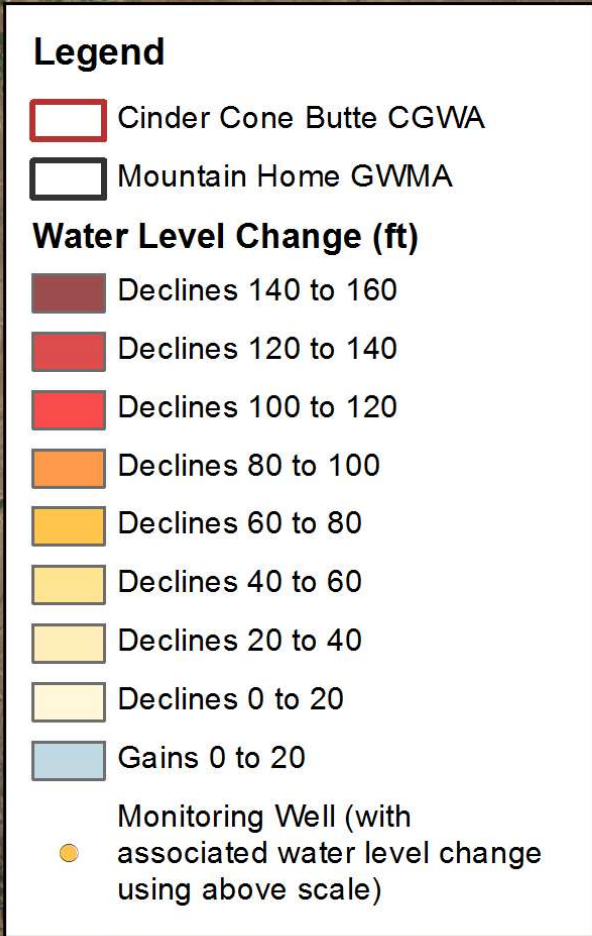 Legend
Cinder Cone Butte CGWA
Mountain Home GWMA
Water Level Change (ft)
Declines 140 to 160
Declines 120 to 140
Declines 100 to 120
Declines 80 to 100
Declines 60 to 80
Declines 40 to 60
Declines 20 to 40
Declines 0 to 20
Gains 0 to 20
Monitoring Well (with
associated water level change
using above scale)